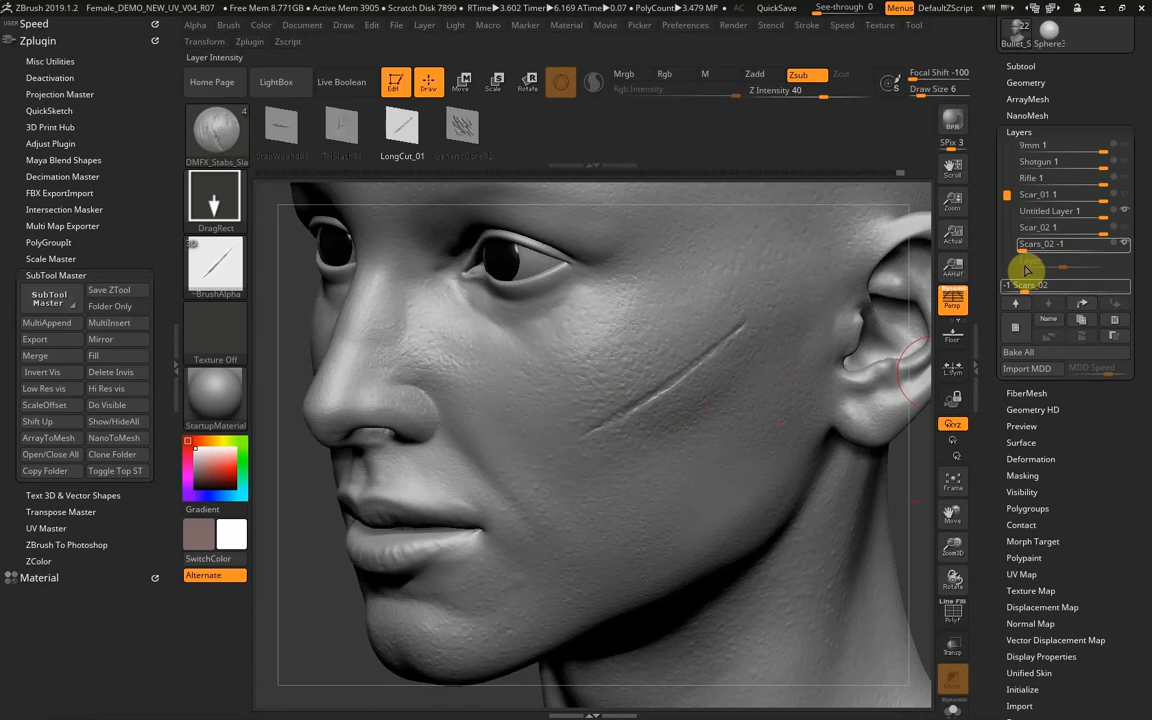 ZBrush 2019.1.2 Female_DEMO_NEW_UV_V04_R07 • Free Mem 8.771GB • Active Mem 3905 • Scratch Disk 7899 • RTime▶3.602 Timer▶6.169 ATime▶0.07 • PolyCount▶3.479 MP AC QuickSave See-through 0 Menus DefaultZScript
Speed
Zplugin
Misc Utilities
Deactivation
Projection Master
QuickSketch
3D Print Hub
Adjust Plugin
Maya Blend Shapes
Decimation Master
FBX ExportImport
Intersection Masker
Multi Map Exporter
PolyGroupIt
Scale Master
SubTool Master
SubTool Master
Save ZTool
Folder Only
MultiAppend MultiInsert
Export Mirror
Merge Fill
Invert Vis Delete Invis
Low Res vis Hi Res vis
ScaleOffset Do Visible
Shift Up Show/HideAll
ArrayToMesh NanoToMesh
Open/Close All Clone Folder
Copy Folder Toggle Top ST
Text 3D & Vector Shapes
Transpose Master
UV Master
ZBrush To Photoshop
ZColor
Material
Alpha Brush Color Document Draw Edit File Layer Light Macro Marker Material Movie Picker Preferences Render Stencil Stroke Texture Tool
Transform Zplugin Zscript
Layer Intensity
Home Page LightBox Live Boolean Edit Draw Move Scale Rotate
Mrgb Rgb M Zadd Zsub Zcut
Rgb Intensity Z Intensity 40
Focal Shift -100
Draw Size 6
4
DMFX_Stabs_Sla
LongCut_01
DragRect
~BrushAlpha
Texture Off
StartupMaterial
Gradient
SwitchColor
Alternate
BPR
SPix 3
Scroll
Zoom
Actual
AAHalf
Dynamic
Persp
Floor
L.Sym
XYZ
Frame
Move
Zoom3D
Rotate
Line Fill
PolyF
Transp
Dynamic
22
Bullet_S Sphere3
Subtool
Geometry
ArrayMesh
NanoMesh
Layers
9mm 1
Shotgun 1
Rifle 1
Scar_01 1
Untitled Layer 1
Scar_02 1
Scars_02 -1
-1 Scars_02
Name
Bake All
Import MDD MDD Speed
FiberMesh
Geometry HD
Preview
Surface
Deformation
Masking
Visibility
Polygroups
Contact
Morph Target
Polypaint
UV Map
Texture Map
Displacement Map
Normal Map
Vector Displacement Map
Display Properties
Unified Skin
Initialize
Import